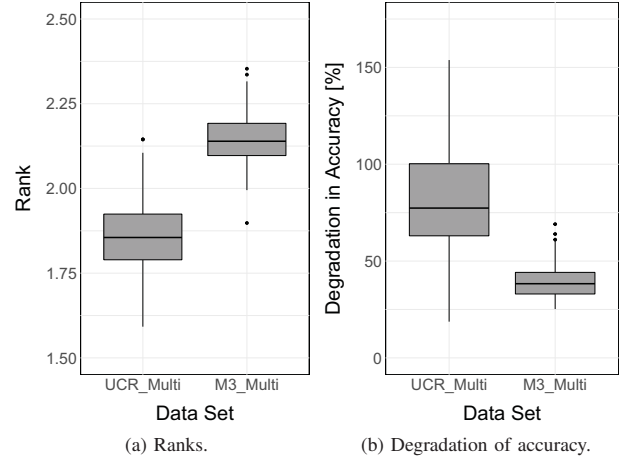 2.50
2.25
2.00
1.75
1.50
Rank
UCR_Multi M3_Multi
Data Set
(a) Ranks.
150
100
50
0
Degradation in Accuracy [%]
UCR_Multi M3_Multi
Data Set
(b) Degradation of accuracy.